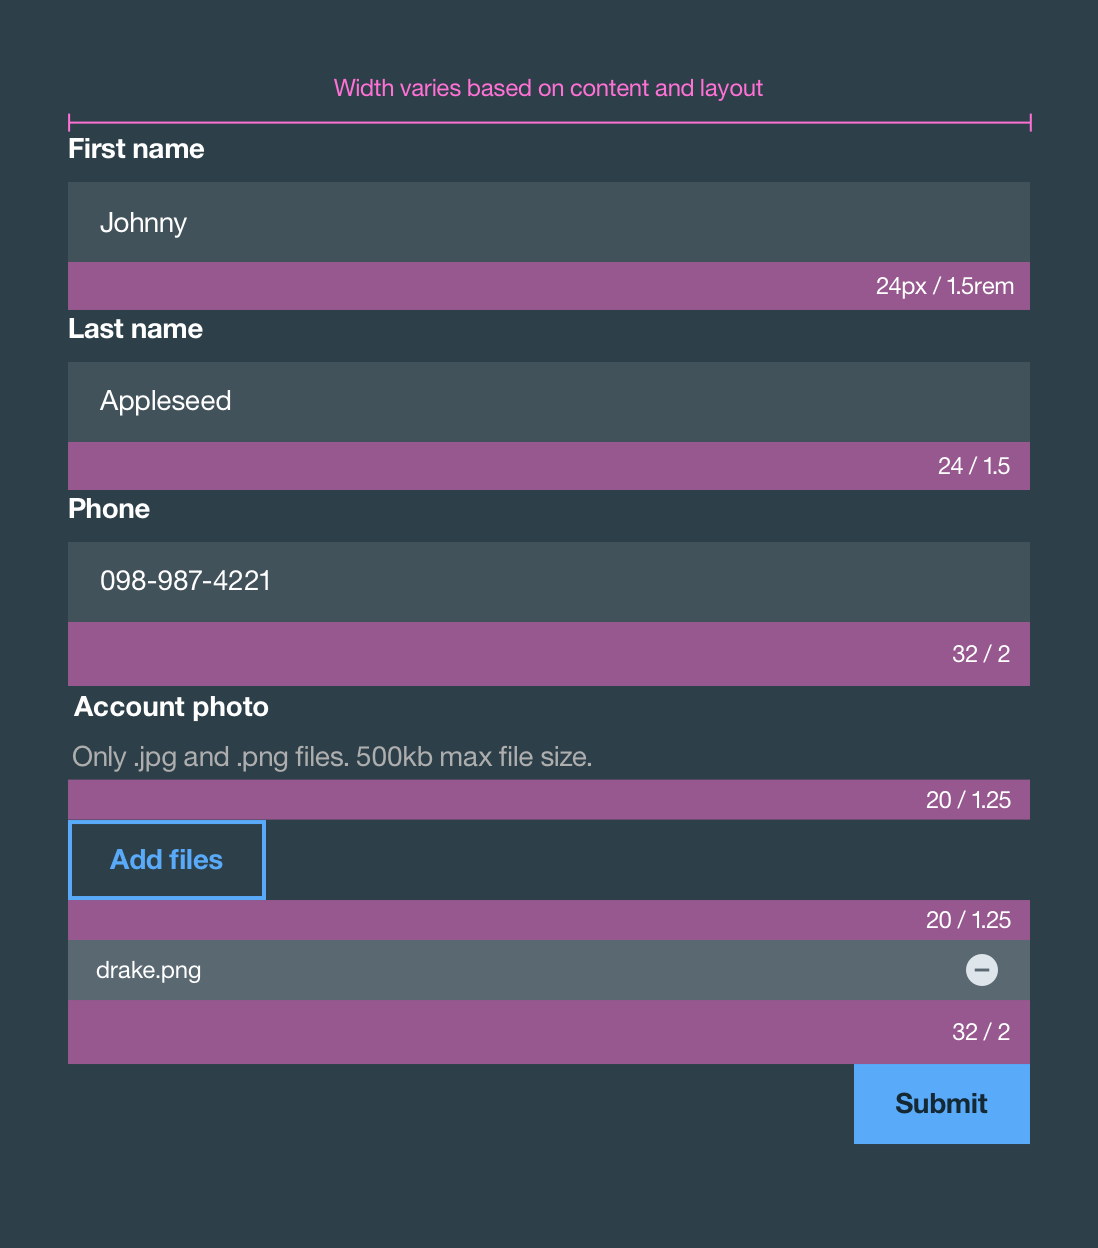 Width varies based on content and layout
First name
Johnny
24px / 1.5rem
Last name
Appleseed
24 / 1.5
Phone
098-987-4221
32 / 2
Account photo
Only .jpg and .png files. 500kb max file size.
20 / 1.25
Add files
20 / 1.25
drake.png
32 / 2
Submit